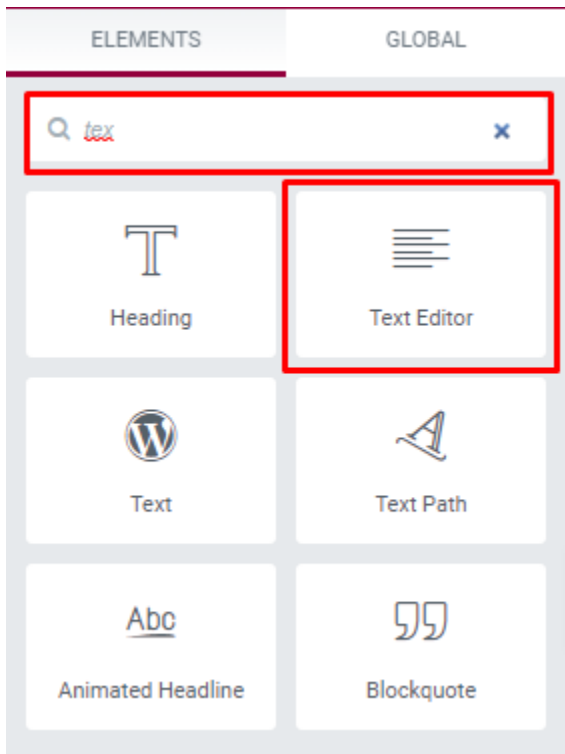 ELEMENTS GLOBAL
tex
Heading Text Editor
Text Text Path
Abc
Animated Headline Blockquote